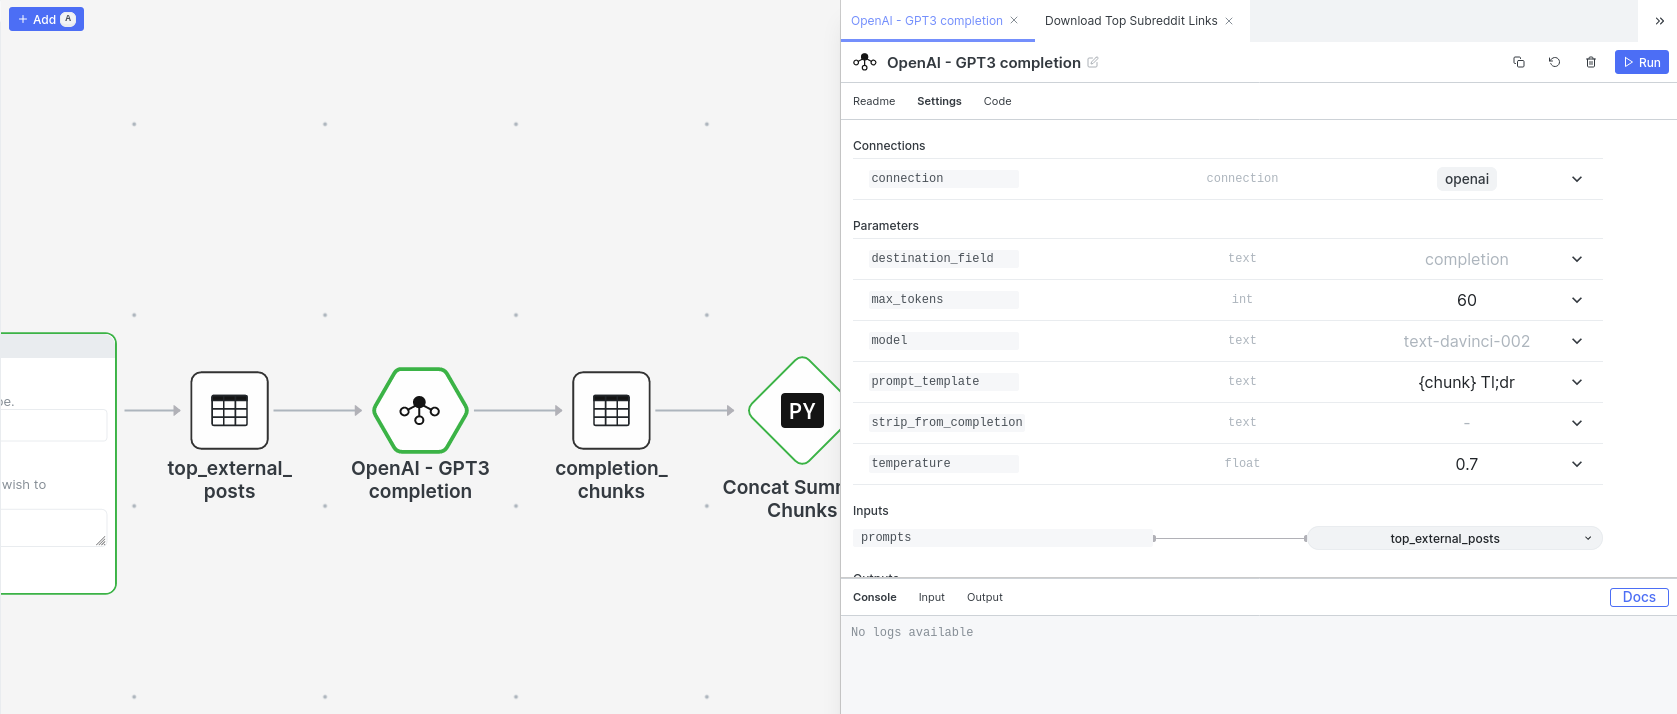 + Add A
pe.
wish to
top_external_
posts
OpenAI - GPT3
completion
completion_
chunks
PY
Concat Sum
Chunks
OpenAI - GPT3 completion
Download Top Subreddit Links
OpenAI - GPT3 completion
Run
Readme Settings Code
Connections
connection connection openai
Parameters
destination_field text completion
max_tokens int 60
model text text-davinci-002
prompt_template text {chunk} Tl;dr
strip_from_completion text -
temperature float 0.7
Inputs
prompts top_external_posts
Outputs
Console Input Output Docs
No logs available